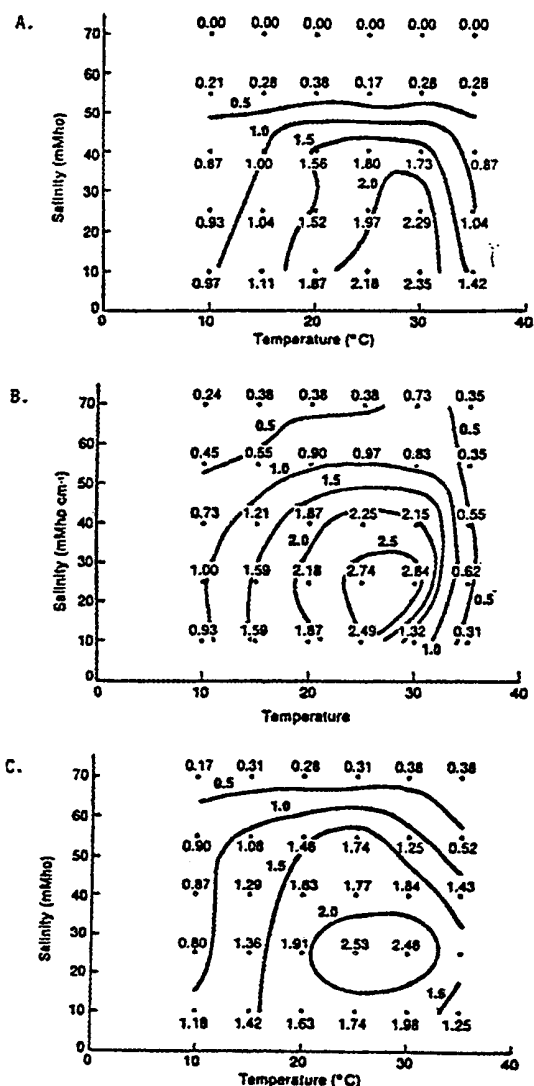 A.
0.00 0.00 0.00 0.00 0.00 0.00
70
60
0.21 0.28 0.38 0.17 0.28 0.28
0.5
50
1.0
1.5
40
0.87 1.00 1.56 1.80 1.73 0.87
2.0
30
0.93 1.04 1.52 1.97 2.29 1.04
20
10
0.97 1.11 1.87 2.18 2.35 1.42
0
0 10 20 30 40
Salinity (mMho)
Temperature (°C)
B.
0.24 0.38 0.38 0.38 0.73 0.35
70
0.5 0.5
60
0.45 0.55 0.90 0.97 0.83 0.35
1.0
50
1.5
40
0.73 1.21 1.87 2.25 2.15 0.55
2.0 2.5
30
1.00 1.59 2.18 2.74 2.84 0.62
0.5
20
10
0.93 1.59 1.87 2.49 1.32 0.31
1.0
0
0 10 20 30 40
Salinity (mMho cm⁻¹)
Temperature
C.
0.17 0.31 0.28 0.31 0.38 0.38
70
0.5
1.0
60
0.90 1.08 1.46 1.74 1.25 0.52
50
1.5
40
0.87 1.29 1.63 1.77 1.84 1.43
2.0
30
0.80 1.36 1.91 2.53 2.46
20
1.5
10
1.18 1.42 1.63 1.74 1.98 1.25
0
0 10 20 30 40
Salinity (mMho)
Temperature (°C)